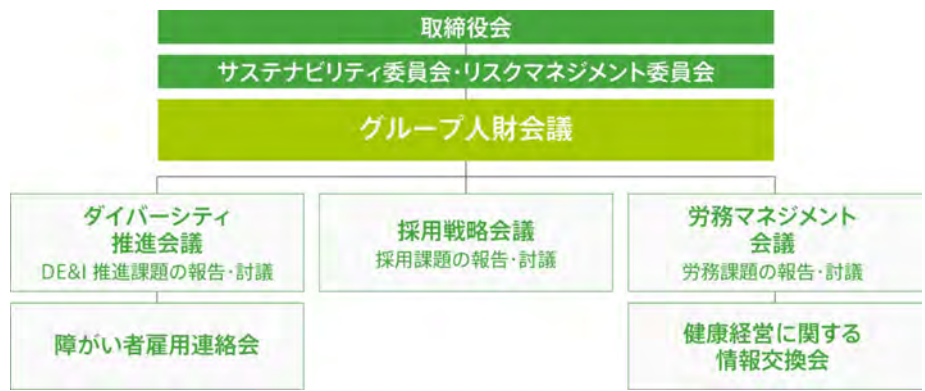 取締役会
サステナビリティ委員会・リスクマネジメント委員会
グループ人財会議
ダイバーシティ
推進会議
DE&I 推進課題の報告・討議
採用戦略会議
採用課題の報告・討議
労務マネジメント
会議
労務課題の報告・討議
障がい者雇用連絡会
健康経営に関する
情報交換会